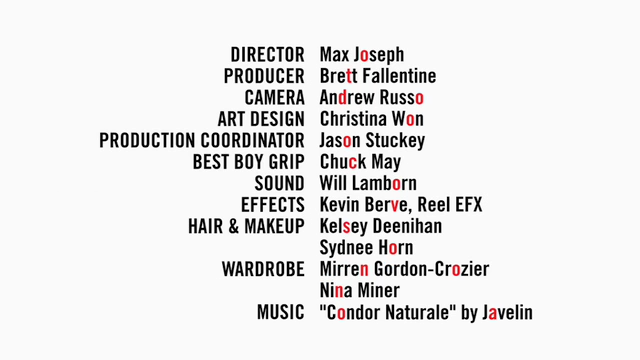 DIRECTOR Max Joseph
PRODUCER Brett Fallentine
CAMERA Andrew Russo
ART DESIGN Christina Won
PRODUCTION COORDINATOR Jason Stuckey
BEST BOY GRIP Chuck May
SOUND Will Lamborn
EFFECTS Kevin Berve, Reel EFX
HAIR & MAKEUP Kelsey Deenihan
Sydnee Horn
WARDROBE Mirren Gordon-Crozier
Nina Miner
MUSIC "Condor Naturale" by Javelin